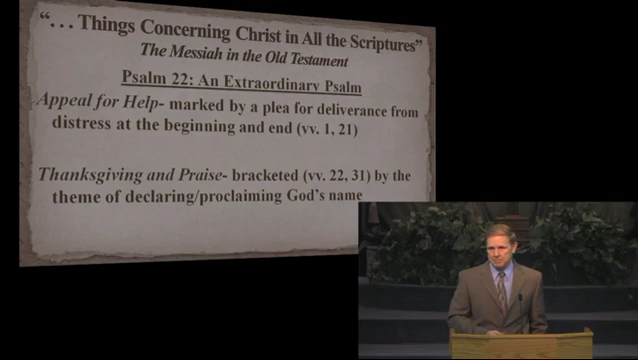 “. . . Things Concerning Christ in All the Scriptures”
The Messiah in the Old Testament
Psalm 22: An Extraordinary Psalm
Appeal for Help- marked by a plea for deliverance from
distress at the beginning and end (vv. 1, 21)
Thanksgiving and Praise- bracketed (vv. 22, 31) by the
theme of declaring/proclaiming God’s name